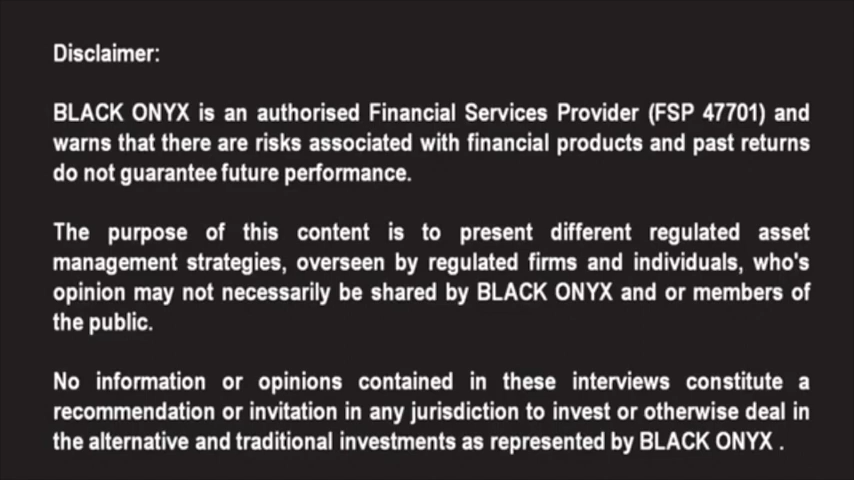 Disclaimer:
BLACK ONYX is an authorised Financial Services Provider (FSP 47701) and
warns that there are risks associated with financial products and past returns
do not guarantee future performance.
The purpose of this content is to present different regulated asset
management strategies, overseen by regulated firms and individuals, who's
opinion may not necessarily be shared by BLACK ONYX and or members of
the public.
No information or opinions contained in these interviews constitute a
recommendation or invitation in any jurisdiction to invest or otherwise deal in
the alternative and traditional investments as represented by BLACK ONYX .